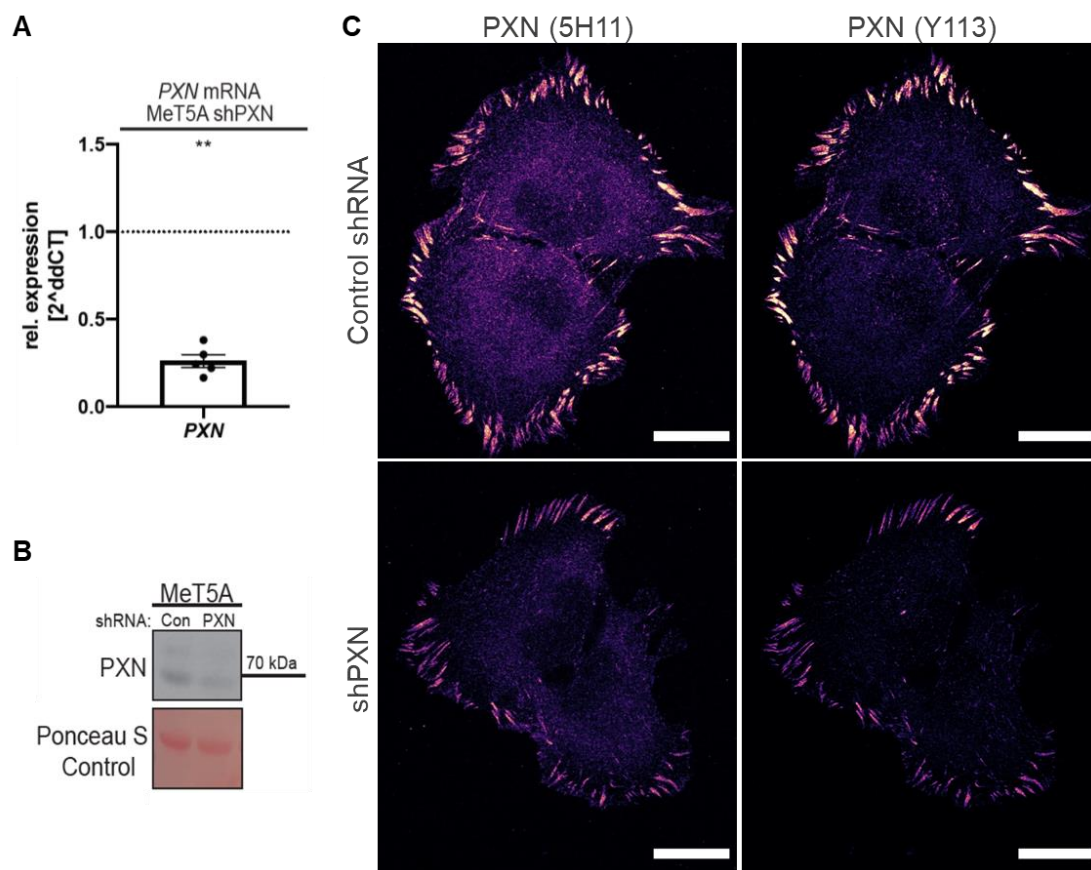 A
PXN mRNA
MeT5A shPXN
**
1.5
1.0
0.5
0.0
rel. expression
[2^ddCT]
PXN
B
MeT5A
shRNA: Con PXN
PXN
70 kDa
Ponceau S
Control
C
PXN (5H11)
PXN (Y113)
Control shRNA
shPXN